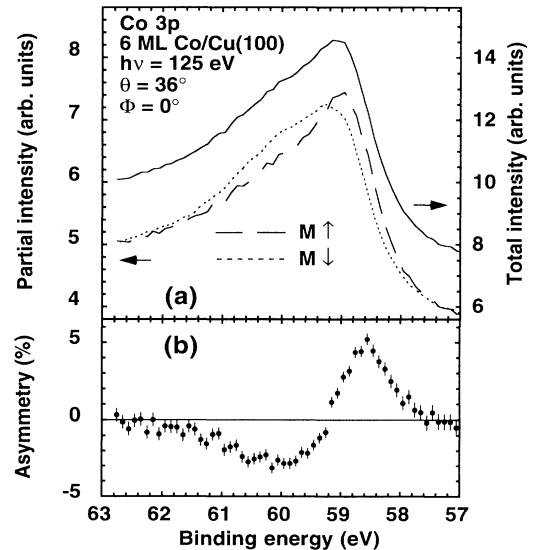 Co 3p
6 ML Co/Cu(100)
hν = 125 eV
θ = 36°
Φ = 0°
Partial intensity (arb. units)
8
7
6
5
4
Total intensity (arb. units)
14
12
10
8
6
M ↑
M ↓
(a)
(b)
Asymmetry (%)
5
0
-5
63 62 61 60 59 58 57
Binding energy (eV)